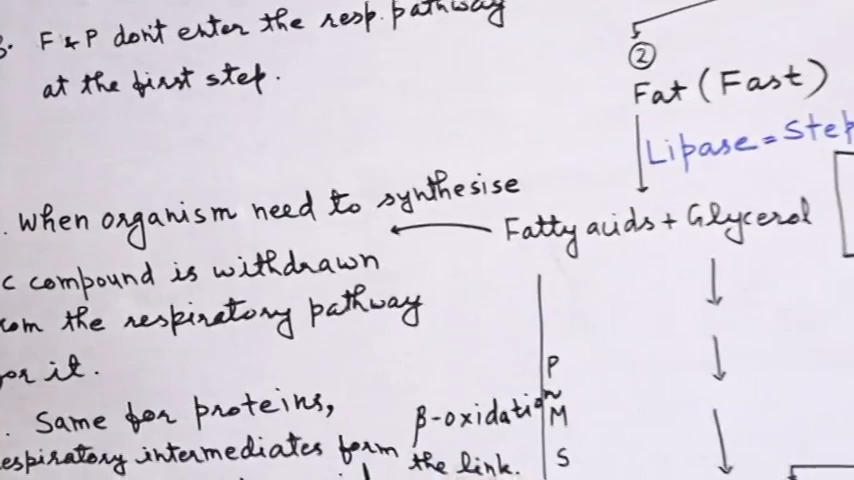 3. F & P don't enter the resp. pathway
at the first step.
②
Fat (Fast)
Lipase = Step
. When organism need to synthesise
Fatty acids + Glycerol
c compound is withdrawn
om the respiratory pathway
or it.
. Same for proteins,
espiratory intermediates form
β-oxidation
the link.
P
M
S